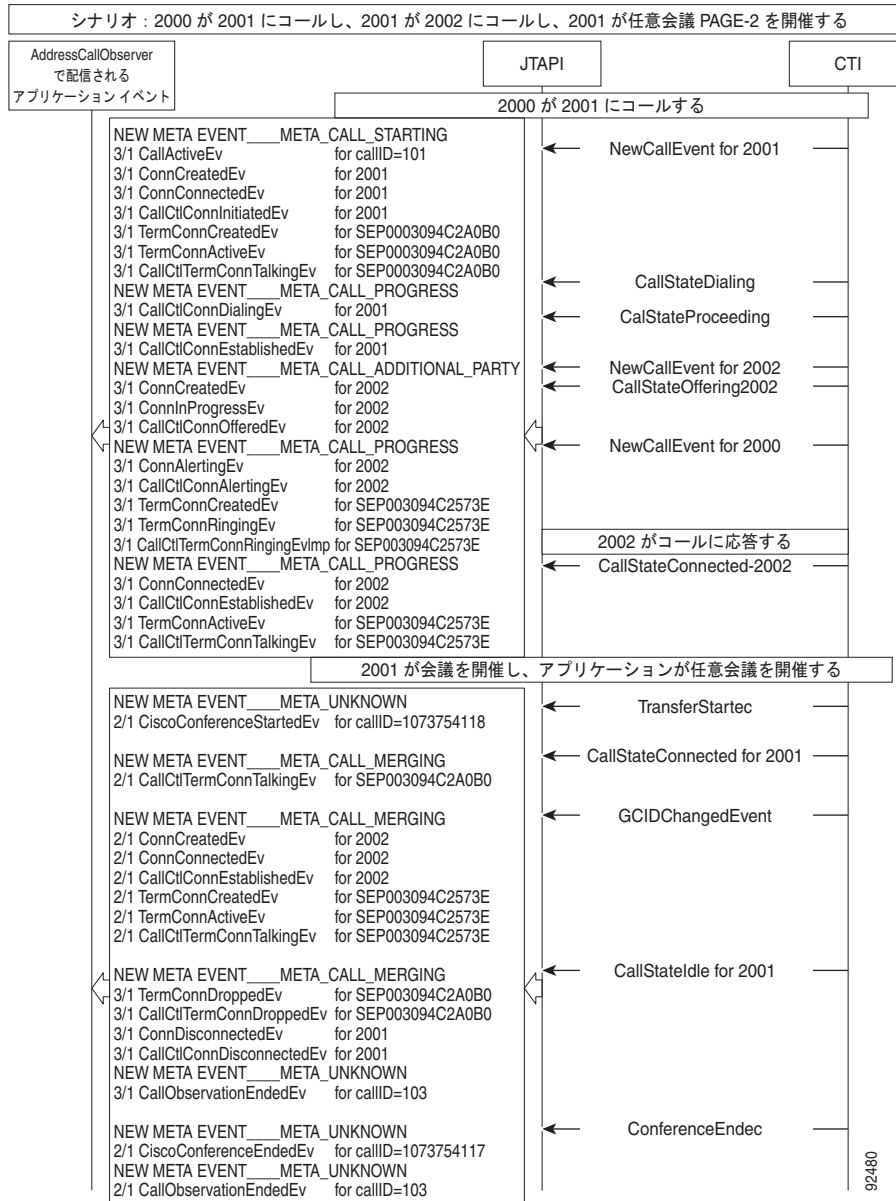 シナリオ：2000 が 2001 にコールし、2001 が 2002 にコールし、2001 が任意会議 PAGE-2 を開催する
AddressCallObserver
で配信される
アプリケーション イベント
JTAPI
CTI
2000 が 2001 にコールする
NEW META EVENT____META_CALL_STARTING
3/1 CallActiveEv for callID=101
NewCallEvent for 2001
3/1 ConnCreatedEv for 2001
3/1 ConnConnectedEv for 2001
3/1 CallCtlConnInitiatedEv for 2001
3/1 TermConnCreatedEv for SEP0003094C2A0B0
3/1 TermConnActiveEv for SEP0003094C2A0B0
3/1 CallCtlTermConnTalkingEv for SEP0003094C2A0B0
CallStateDialing
NEW META EVENT____META_CALL_PROGRESS
3/1 CallCtlConnDialingEv for 2001
CalStateProceeding
NEW META EVENT____META_CALL_PROGRESS
3/1 CallCtlConnEstablishedEv for 2001
NEW META EVENT____META_CALL_ADDITIONAL_PARTY
NewCallEvent for 2002
3/1 ConnCreatedEv for 2002
CallStateOffering2002
3/1 ConnInProgressEv for 2002
3/1 CallCtlConnOfferedEv for 2002
NEW META EVENT____META_CALL_PROGRESS
NewCallEvent for 2000
3/1 ConnAlertingEv for 2002
3/1 CallCtlConnAlertingEv for 2002
3/1 TermConnCreatedEv for SEP003094C2573E
3/1 TermConnRingingEv for SEP003094C2573E
3/1 CallCtlTermConnRingingEvImp for SEP003094C2573E
2002 がコールに応答する
NEW META EVENT____META_CALL_PROGRESS
CallStateConnected-2002
3/1 ConnConnectedEv for 2002
3/1 CallCtlConnEstablishedEv for 2002
3/1 TermConnActiveEv for SEP003094C2573E
3/1 CallCtlTermConnTalkingEv for SEP003094C2573E
2001 が会議を開催し、アプリケーションが任意会議を開催する
NEW META EVENT____META_UNKNOWN
TransferStartec
2/1 CiscoConferenceStartedEv for callID=1073754118
NEW META EVENT____META_CALL_MERGING
CallStateConnected for 2001
2/1 CallCtlTermConnTalkingEv for SEP003094C2A0B0
NEW META EVENT____META_CALL_MERGING
GCIDChangedEvent
2/1 ConnCreatedEv for 2002
2/1 ConnConnectedEv for 2002
2/1 CallCtlConnEstablishedEv for 2002
2/1 TermConnCreatedEv for SEP003094C2573E
2/1 TermConnActiveEv for SEP003094C2573E
2/1 CallCtlTermConnTalkingEv for SEP003094C2573E
NEW META EVENT____META_CALL_MERGING
CallStateIdle for 2001
3/1 TermConnDroppedEv for SEP003094C2A0B0
3/1 CallCtlTermConnDroppedEv for SEP003094C2A0B0
3/1 ConnDisconnectedEv for 2001
3/1 CallCtlConnDisconnectedEv for 2001
NEW META EVENT____META_UNKNOWN
3/1 CallObservationEndedEv for callID=103
NEW META EVENT____META_UNKNOWN
ConferenceEndec
2/1 CiscoConferenceEndedEv for callID=1073754117
NEW META EVENT____META_UNKNOWN
2/1 CallObservationEndedEv for callID=103
92480